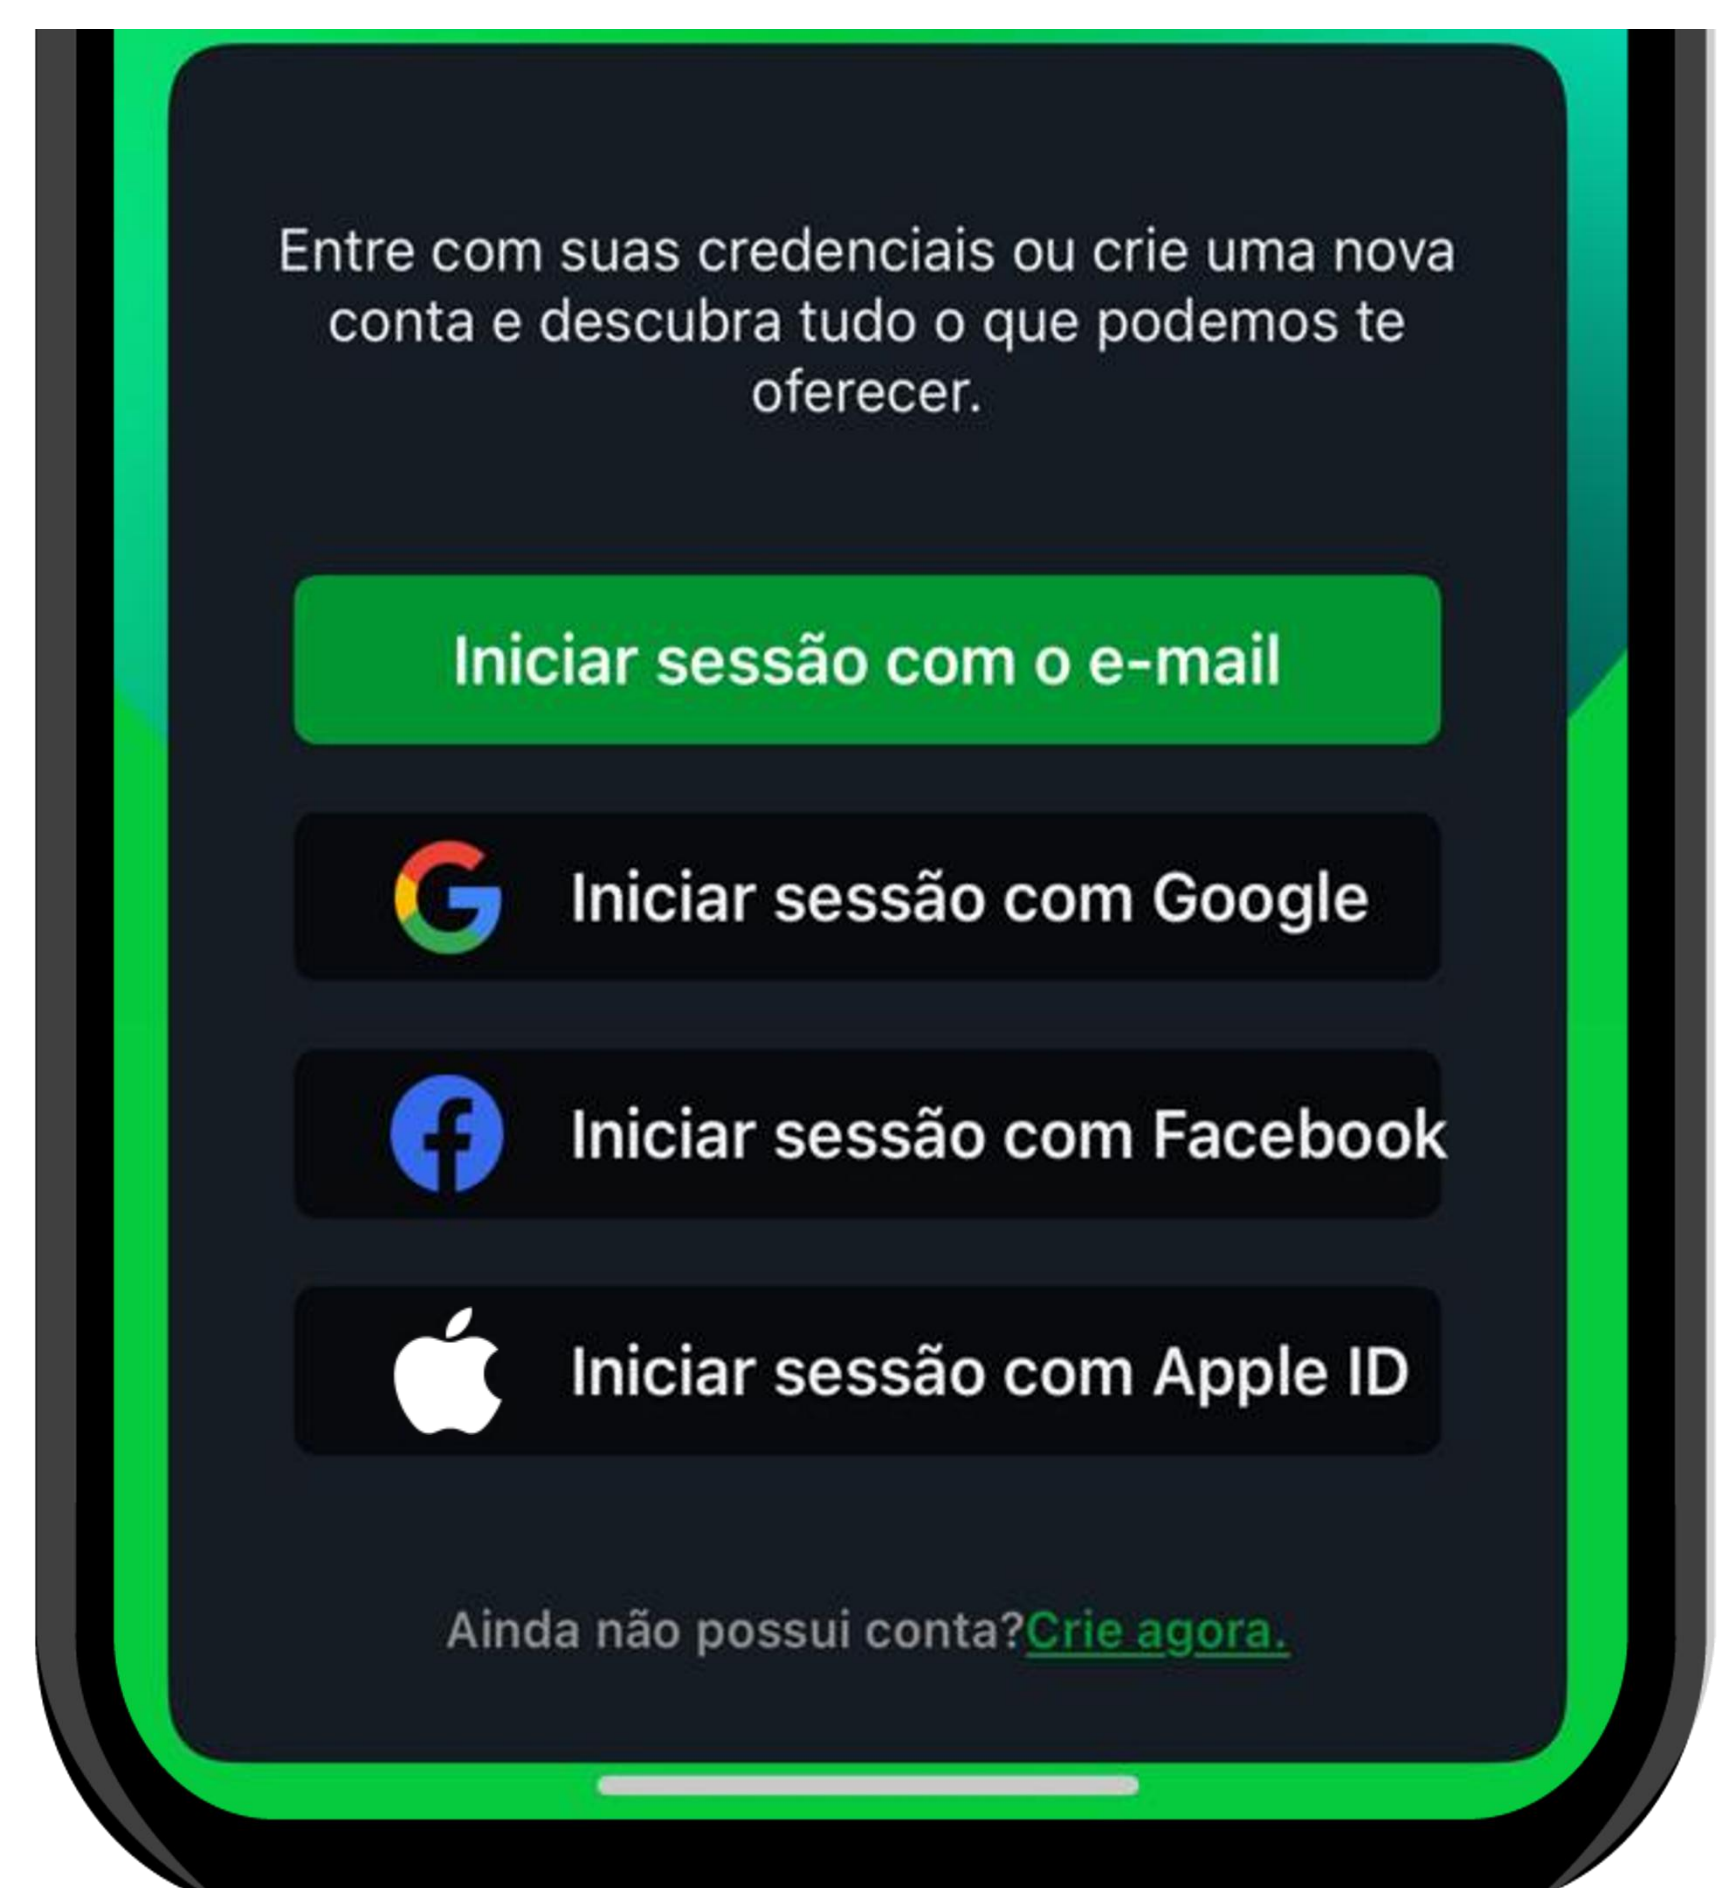 Entre com suas credenciais ou crie uma nova
conta e descubra tudo o que podemos te
oferecer.
Iniciar sessão com o e-mail
Iniciar sessão com Google
Iniciar sessão com Facebook
Iniciar sessão com Apple ID
Ainda não possui conta?Crie agora.